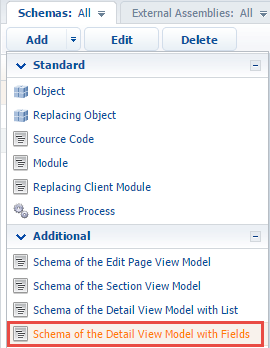 Schemas: All External Assemblies: All
Add Edit Delete
Standard
Object
Replacing Object
Source Code
Module
Replacing Client Module
Business Process
Additional
Schema of the Edit Page View Model
Schema of the Section View Model
Schema of the Detail View Model with List
Schema of the Detail View Model with Fields